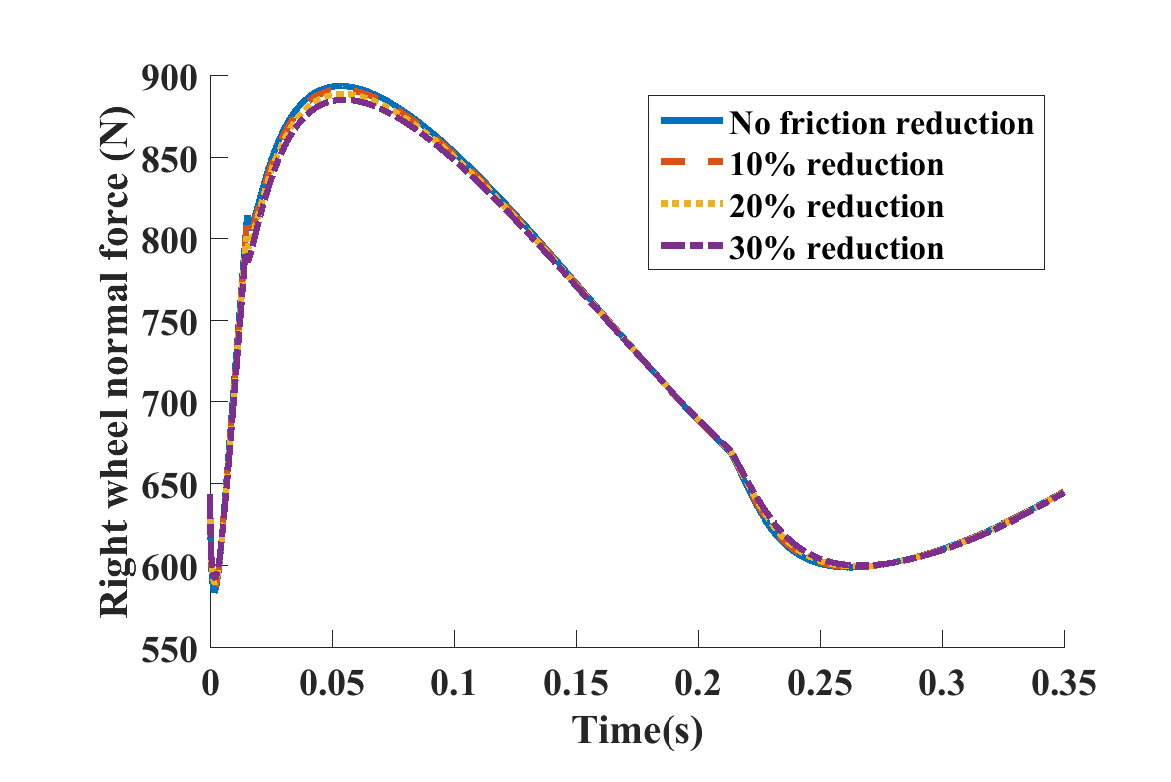 Right wheel normal force (N)
900
850
800
750
700
650
600
550
No friction reduction
10% reduction
20% reduction
30% reduction
0 0.05 0.1 0.15 0.2 0.25 0.3 0.35
Time(s)